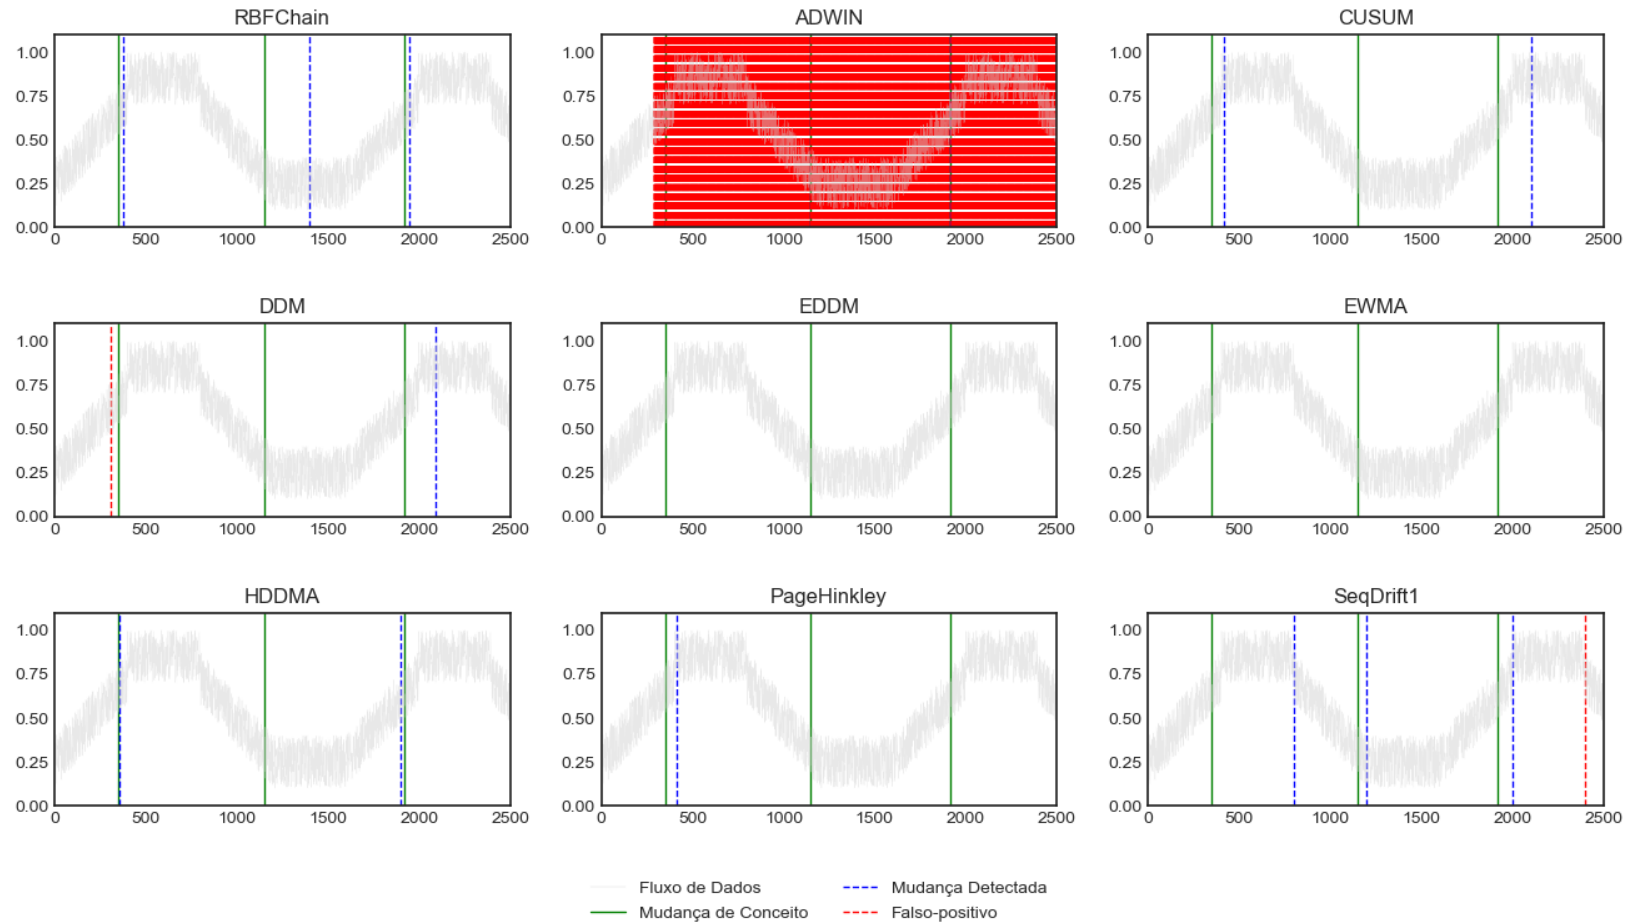 RBFChain ADWIN CUSUM
1.00 1.00 1.00
0.75 0.75 0.75
0.50 0.50 0.50
0.25 0.25 0.25
0.00 0.00 0.00
0 500 1000 1500 2000 2500 0 500 1000 1500 2000 2500 0 500 1000 1500 2000 2500
DDM EDDM EWMA
1.00 1.00 1.00
0.75 0.75 0.75
0.50 0.50 0.50
0.25 0.25 0.25
0.00 0.00 0.00
0 500 1000 1500 2000 2500 0 500 1000 1500 2000 2500 0 500 1000 1500 2000 2500
HDDMA PageHinkley SeqDrift1
1.00 1.00 1.00
0.75 0.75 0.75
0.50 0.50 0.50
0.25 0.25 0.25
0.00 0.00 0.00
0 500 1000 1500 2000 2500 0 500 1000 1500 2000 2500 0 500 1000 1500 2000 2500
Fluxo de Dados Mudança Detectada
Mudança de Conceito Falso-positivo